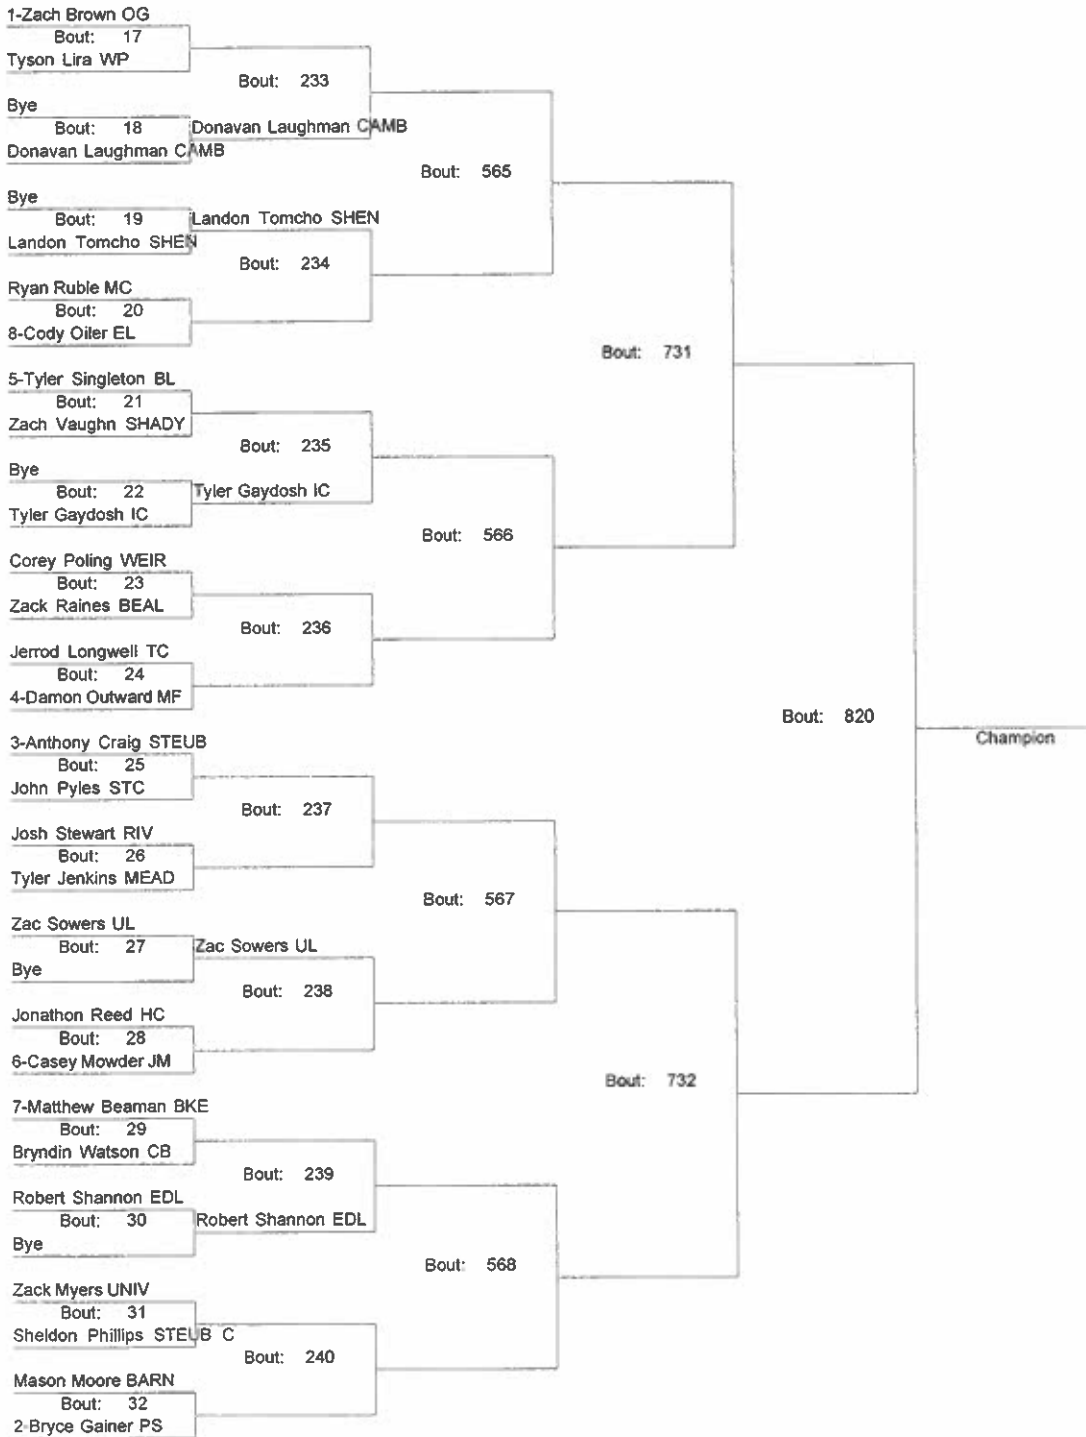 1-Zach Brown OG
Bout: 17
Tyson Lira WP
Bout: 233
Bye
Bout: 18
Donavan Laughman CAMB
Donavan Laughman CAMB
Bout: 565
Bye
Bout: 19
Landon Tomcho SHEN
Landon Tomcho SHEN
Bout: 234
Ryan Ruble MC
Bout: 20
8-Cody Oiler EL
Bout: 731
5-Tyler Singleton BL
Bout: 21
Zach Vaughn SHADY
Bout: 235
Bye
Bout: 22
Tyler Gaydosh IC
Tyler Gaydosh IC
Bout: 566
Corey Poling WEIR
Bout: 23
Zack Raines BEAL
Bout: 236
Jerrod Longwell TC
Bout: 24
4-Damon Outward MF
Bout: 820
Champion
3-Anthony Craig STEUB
Bout: 25
John Pyles STC
Bout: 237
Josh Stewart RIV
Bout: 26
Tyler Jenkins MEAD
Bout: 567
Zac Sowers UL
Bout: 27
Zac Sowers UL
Bye
Bout: 238
Jonathon Reed HC
Bout: 28
6-Casey Mowder JM
Bout: 732
7-Matthew Beaman BKE
Bout: 29
Bryndin Watson CB
Bout: 239
Robert Shannon EDL
Bout: 30
Robert Shannon EDL
Bye
Bout: 568
Zack Myers UNIV
Bout: 31
Sheldon Phillips STEUB C
Bout: 240
Mason Moore BARN
Bout: 32
2-Bryce Gainer PS